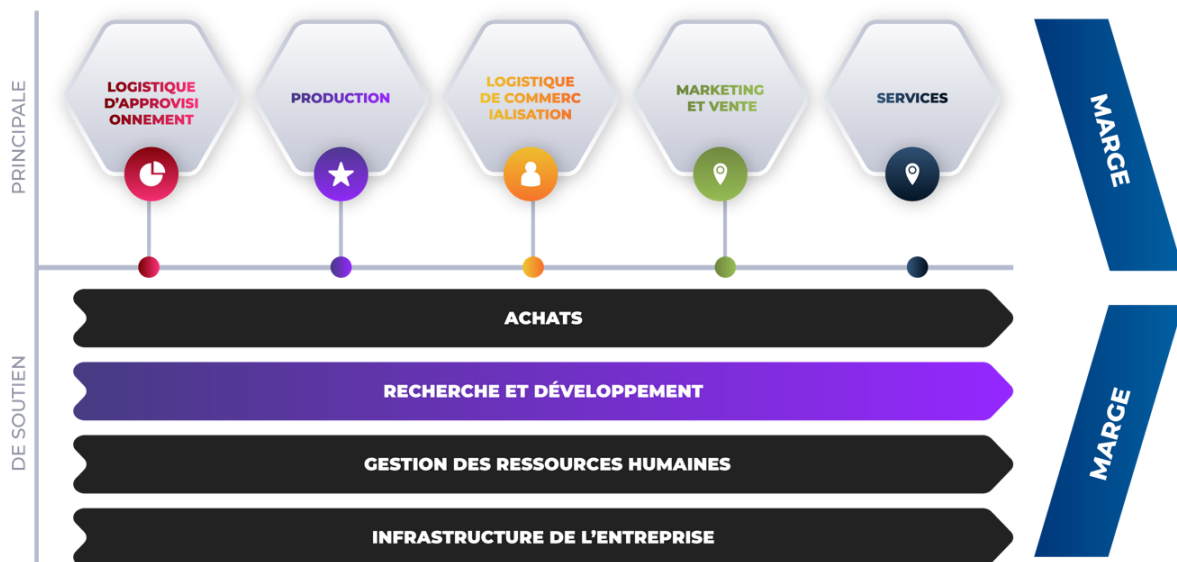 PRINCIPALE
LOGISTIQUE
D'APPROVISI
ONNEMENT
PRODUCTION
LOGISTIQUE
DE COMMERC
IALISATION
MARKETING
ET VENTE
SERVICES
MARGE
DE SOUTIEN
ACHATS
RECHERCHE ET DÉVELOPPEMENT
GESTION DES RESSOURCES HUMAINES
INFRASTRUCTURE DE L'ENTREPRISE
MARGE